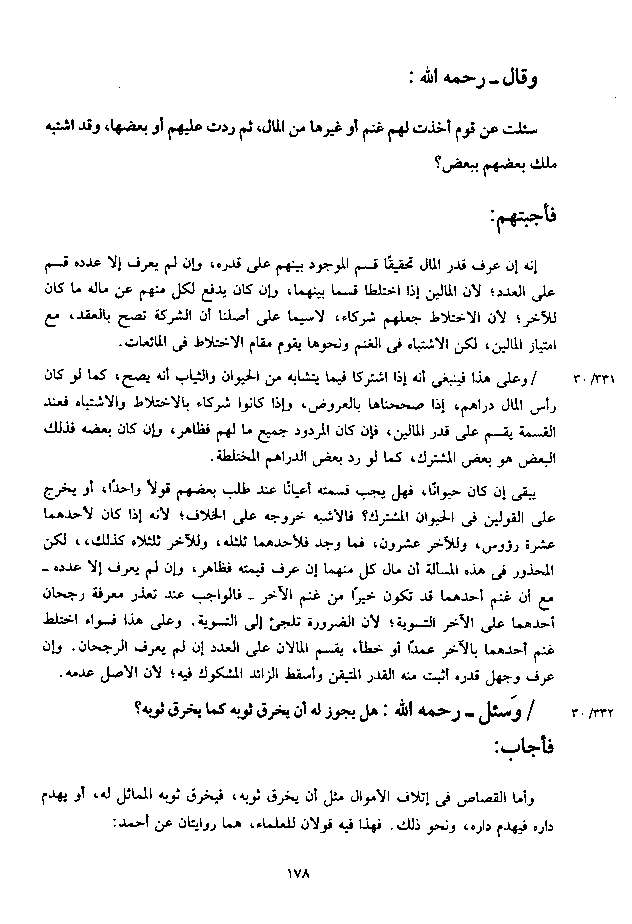 وقال ـ رحمه الله :
سئلت عن قوم أخذت لهم غنم أو غيرها من المال، ثم ردت عليهم أو بعضها، وقد اشتبه
ملك بعضهم ببعض؟
فأجبتهم:
إنه إن عرف قدر المال تحقيقًا قسم الموجود بينهم على قدره، وإن لم يعرف إلا عدده قسم
على العدد؛ لأن المالين إذا اختلطا قسما بينهما، وإن كان يدفع لكل منهم عن ماله ما كان
للآخر؛ لأن الاختلاط جعلهم شركاء، لاسيما على أصلنا أن الشركة تصح بالعقد، مع
امتياز المالين، لكن الاشتباه فى الغنم ونحوها يقوم مقام الاختلاط فى المائعات.
٣٠/٣٣١ / وعلى هذا فينبغى أنه إذا اشتركا فيما يتشابه من الحيوان والثياب أنه يصح، كما لو كان
رأس المال دراهم، إذا صححناها بالعروض، وإذا كانوا شركاء بالاختلاط والاشتباه فعند
القسمة يقسم على قدر المالين، فإن كان المردود جميع ما لهم فظاهر، وإن كان بعضه فذلك
البعض هو بعض المشترك، كما لو رد بعض الدراهم المختلطة.
يبقى إن كان حيوانًا، فهل يجب قسمته أعيانًا عند طلب بعضهم قولاً واحدًا، أو يخرج
على القولين فى الحيوان المشترك؟ فالأشبه خروجه على الخلاف؛ لأنه إذا كان لأحدهما
عشرة رؤوس، وللآخر عشرون، فما وجد فلأحدهما ثلثه، وللآخر ثلثاه كذلك،، لكن
المحذور فى هذه المسألة أن مال كل منهما إن عرف قيمته فظاهر، وإن لم يعرف إلا عدده ـ
مع أن غنم أحدهما قد تكون خيرًا من غنم الآخر ـ فالواجب عند تعذر معرفة رجحان
أحدهما على الآخر التسوية؛ لأن الضرورة تلجئ إلى التسوية. وعلى هذا فسواء اختلط
غنم أحدهما بالآخر عمدًا أو خطأ، يقسم المالان على العدد إن لم يعرف الرجحان. وإن
عرف وجهل قدره أثبت منه القدر المتيقن وأسقط الزائد المشكوك فيه؛ لأن الأصل عدمه.
٣٠/٣٣٢ / وَسئل ـ رحمه الله : هل يجوز له أن يخرق ثوبه كما يخرق ثوبه؟
فأجاب:
وأما القصاص فى إتلاف الأموال مثل أن يخرق ثوبه، فيخرق ثوبه المماثل له، أو يهدم
داره فيهدم داره، ونحو ذلك. فهذا فيه قولان للعلماء، هما روايتان عن أحمد:
١٧٨